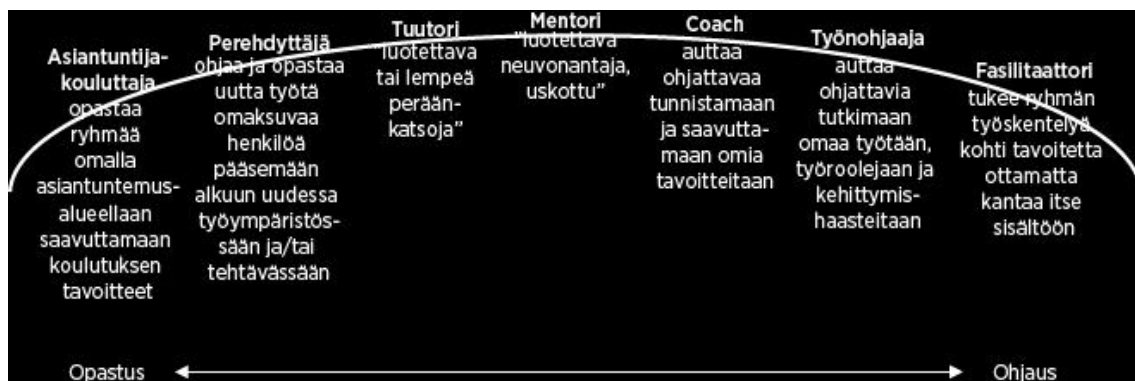 Asiantuntija-
kouluttaja
opastaa
ryhmää
omalla
asiantuntemus-
alueellaan
saavuttamaan
koulutuksen
tavoitteet
Perehdyttäjä
ohjaa ja opastaa
uutta työtä
omaksuvaa
henkilöä
pääsemään
alkuun uudessa
työympäristös-
sään ja/tai
tehtävässään
Tuutori
"luotettava
tai lempeä
perään-
katsoja”
Mentori
”luotettava
neuvonantaja,
uskottu”
Coach
auttaa
ohjattavaa
tunnistamaan
ja saavutta-
maan omia
tavoitteitaan
Työnohjaaja
auttaa
ohjattavia
tutkimaan
omaa työtään,
työroolejaan ja
kehittymis-
haasteitaan
Fasilitaattori
tukee ryhmän
työskentelyä
kohti tavoitetta
ottamatta
kantaa itse
sisältöön
Opastus
Ohjaus